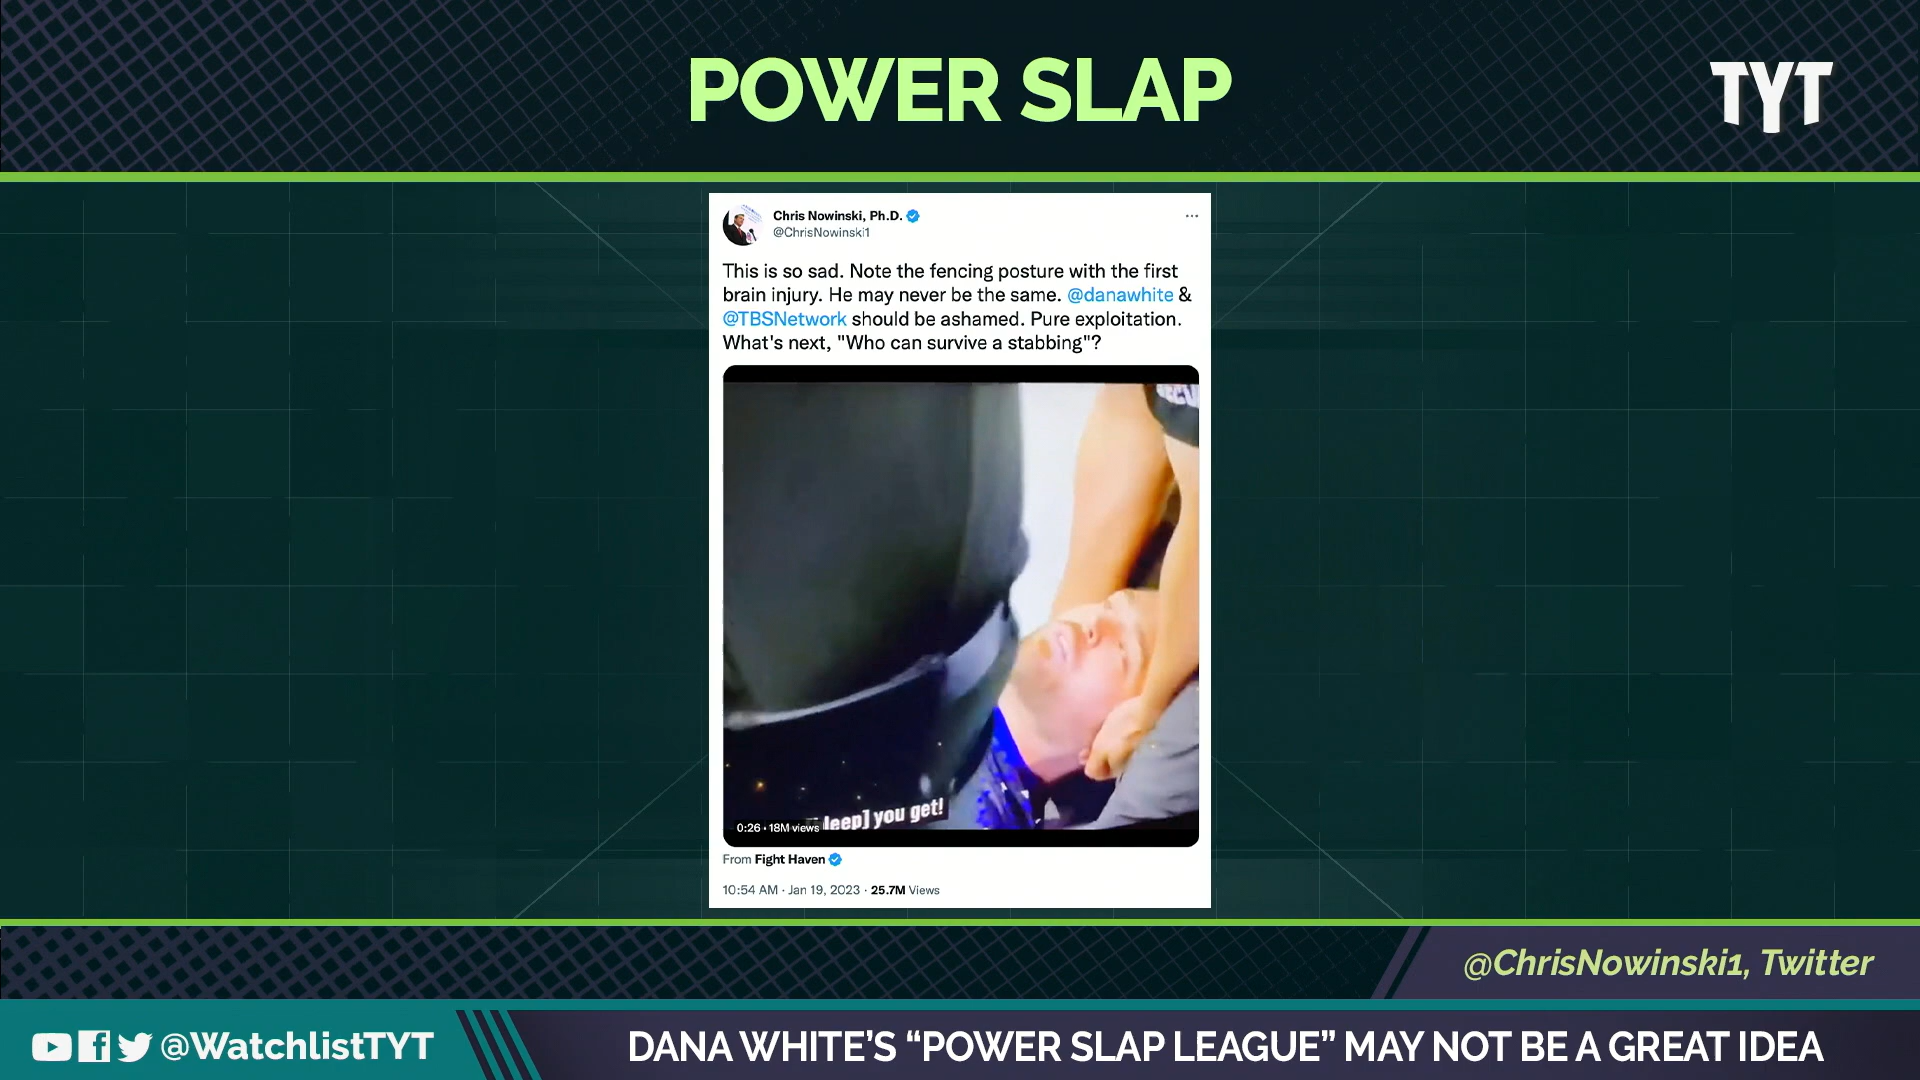 POWER SLAP
TYT
Chris Nowinski, Ph.D.
@ChrisNowinski1
This is so sad. Note the fencing posture with the first
brain injury. He may never be the same. @danawhite &
@TBSNetwork should be ashamed. Pure exploitation.
What's next, "Who can survive a stabbing"?
you get!
0:26 · 18M views
From Fight Haven
10:54 AM · Jan 19, 2023 · 25.7M Views
@ChrisNowinski1, Twitter
@WatchlistTYT
DANA WHITE'S “POWER SLAP LEAGUE” MAY NOT BE A GREAT IDEA